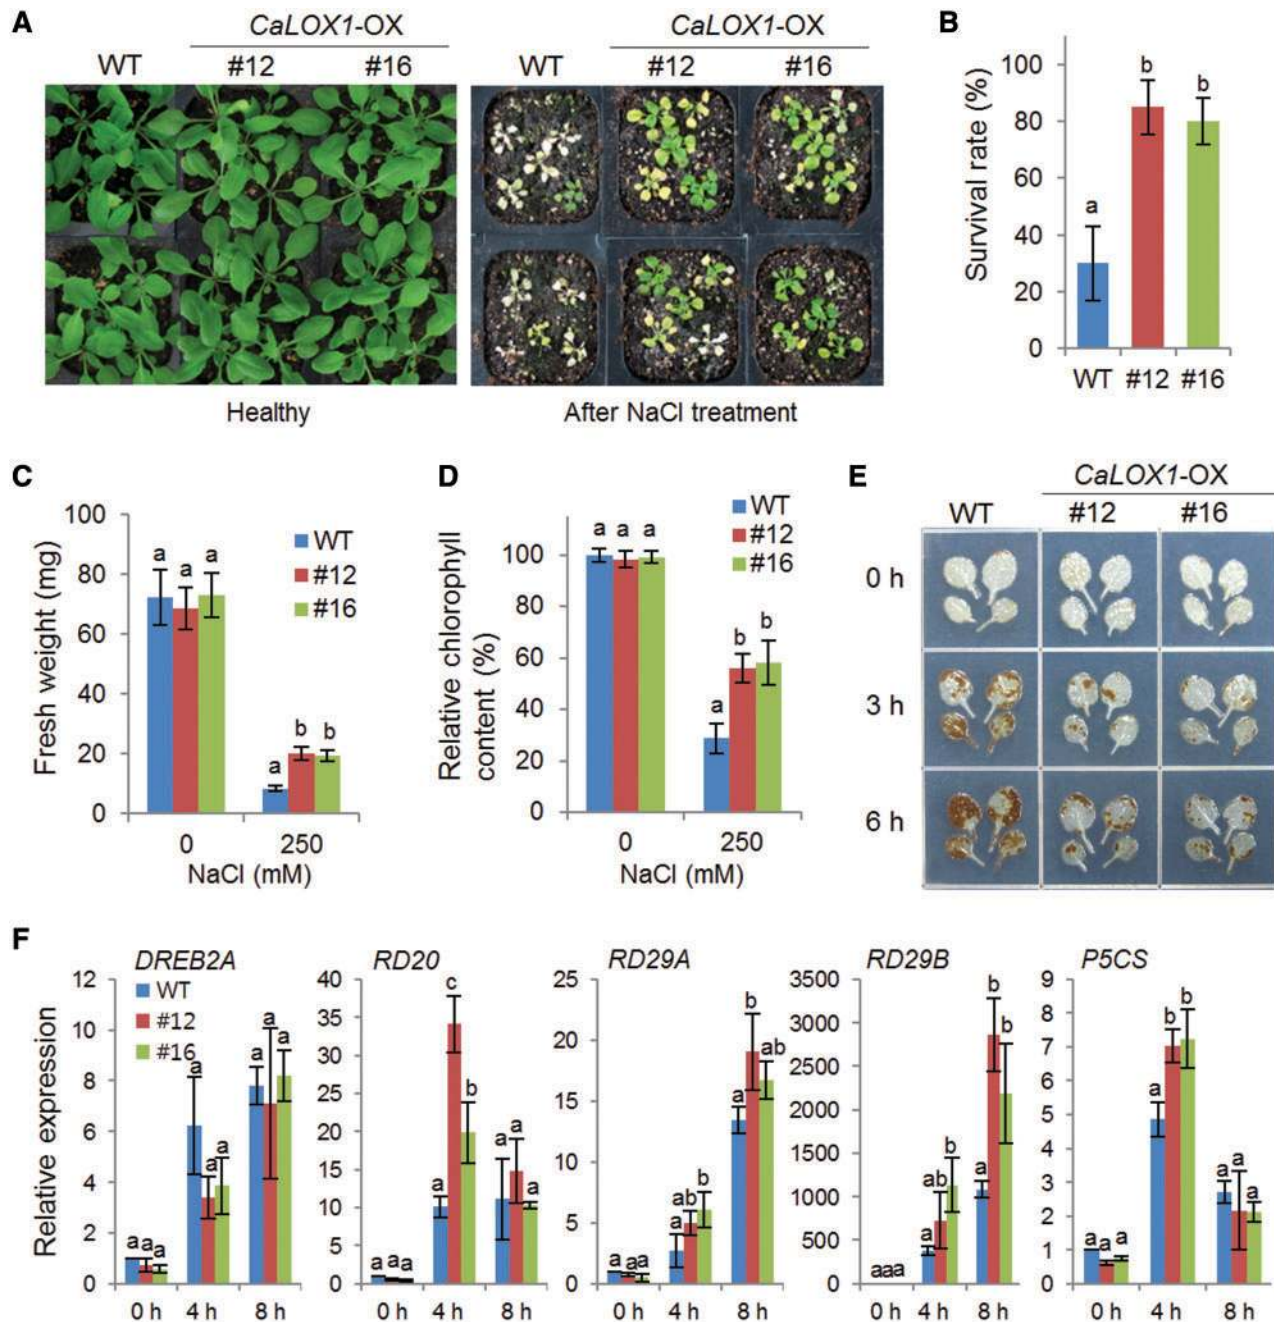 A
CaLOX1-OX
CaLOX1-OX
WT #12 #16
WT #12 #16
Healthy
After NaCl treatment
B
Survival rate (%)
100
80
60
40
20
0
a
b
b
WT #12 #16
C
Fresh weight (mg)
100
80
60
40
20
0
a a a
a b b
WT
#12
#16
0 250
NaCl (mM)
D
Relative chlorophyll
content (%)
100
80
60
40
20
0
a a a
a b b
WT
#12
#16
0 250
NaCl (mM)
E
CaLOX1-OX
WT #12 #16
0 h
3 h
6 h
F
Relative expression
DREB2A
12
10
8
6
4
2
0
WT
#12
#16
a a a
a a a
a a a
0 h 4 h 8 h
RD20
40
35
30
25
20
15
10
5
0
a a a
a c b
a a a
0 h 4 h 8 h
RD29A
25
20
15
10
5
0
a a a
a ab b
a b ab
0 h 4 h 8 h
RD29B
3500
3000
2500
2000
1500
1000
500
0
aaa
a ab b
a b b
0 h 4 h 8 h
P5CS
9
8
7
6
5
4
3
2
1
0
a a a
a b b
a a a
0 h 4 h 8 h